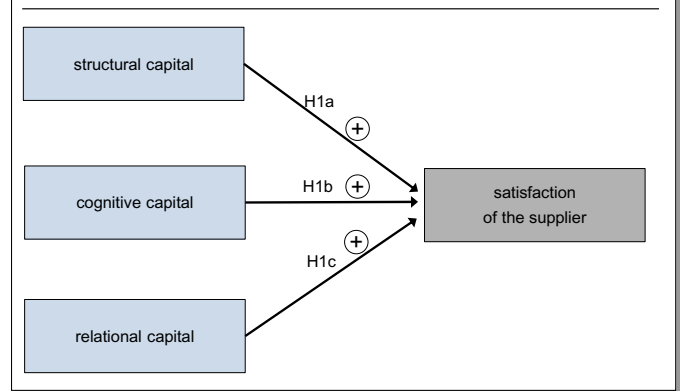 structural capital
H1a
+
cognitive capital
H1b
+
satisfaction
of the supplier
+
H1c
relational capital